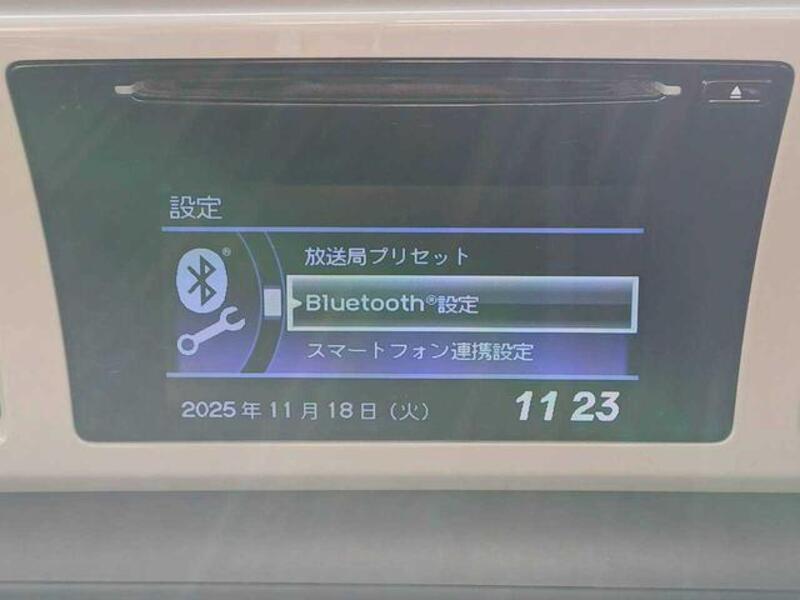 設定
放送局プリセット
Bluetooth®設定
スマートフォン連携設定
2025年11月18日（火）
11 23